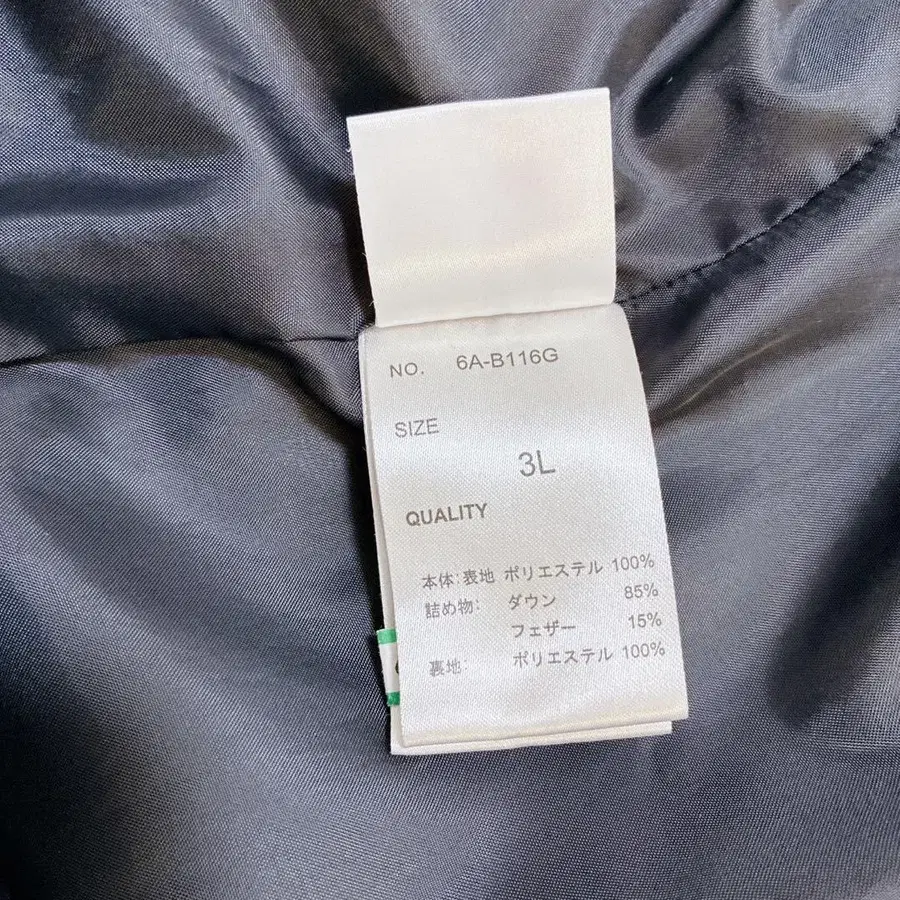 NO. 6A-B116G
SIZE
3L
QUALITY
本体:表地 ポリエステル 100%
詰め物: ダウン 85%
フェザー 15%
裏地: ポリエステル 100%